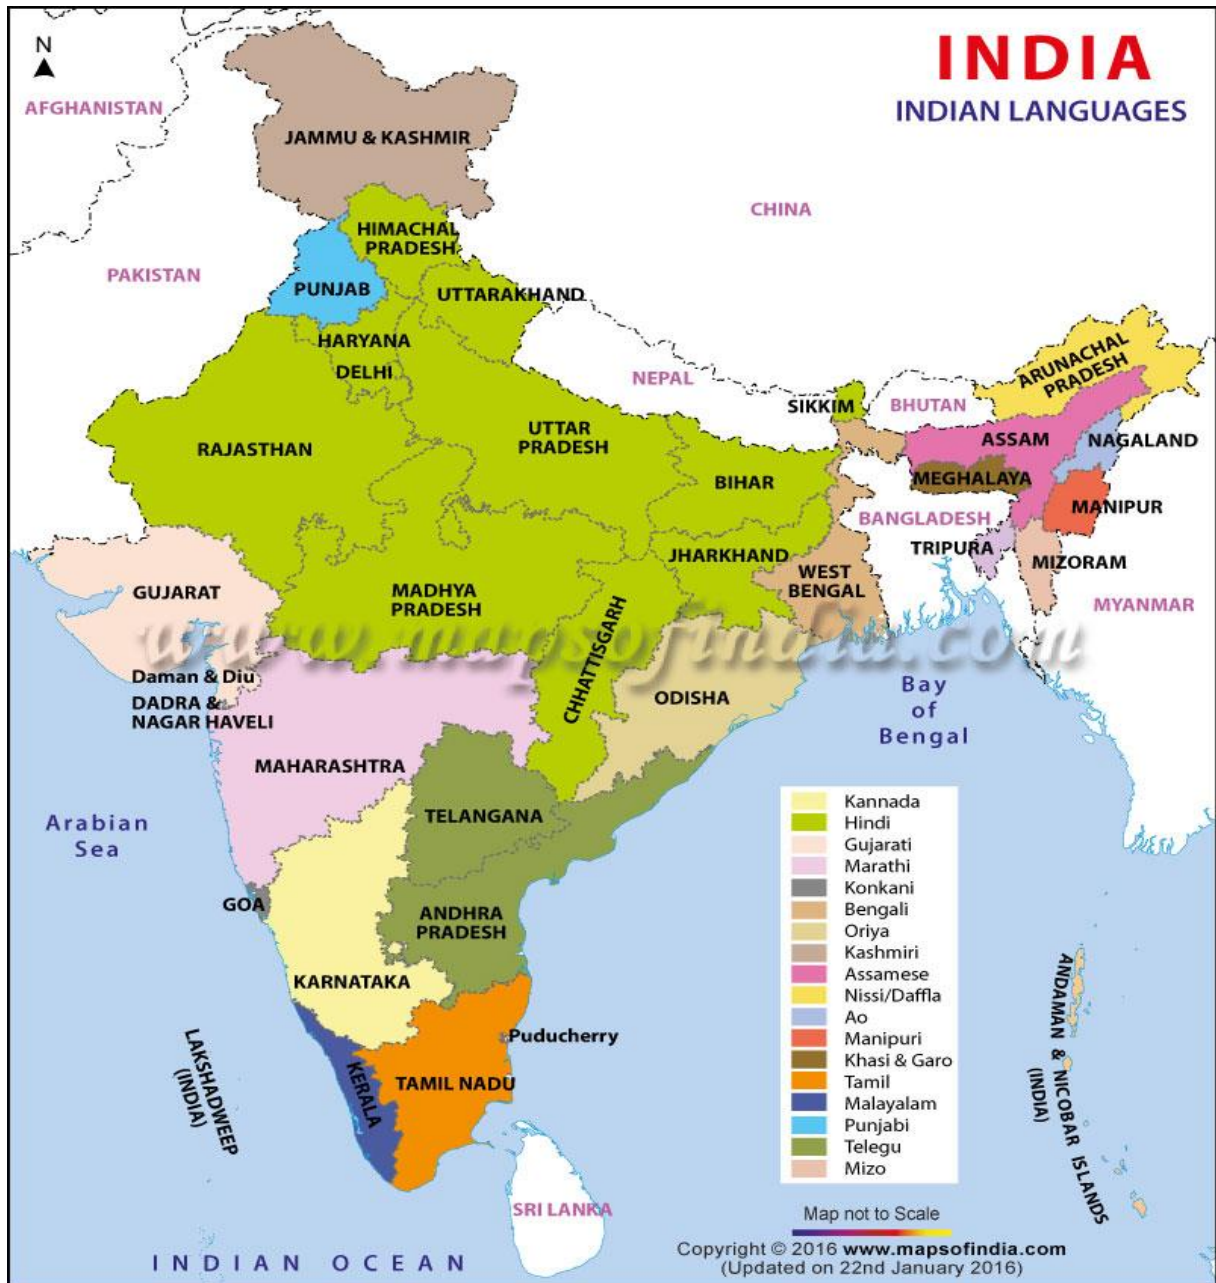 INDIA
INDIAN LANGUAGES
N
AFGHANISTAN
JAMMU & KASHMIR
CHINA
HIMACHAL
PRADESH
PAKISTAN
PUNJAB
UTTARAKHAND
HARYANA
DELHI
NEPAL
ARUNACHAL
PRADESH
SIKKIM
BHUTAN
RAJASTHAN
UTTAR
PRADESH
ASSAM
NAGALAND
BIHAR
MEGHALAYA
MANIPUR
BANGLADESH
JHARKHAND
TRIPURA
MIZORAM
GUJARAT
MADHYA
PRADESH
WEST
BENGAL
MYANMAR
www.mapsofindia.com
CHHATTISGARH
Daman & Diu
DADRA &
NAGAR HAVELI
ODISHA
Bay
of
Bengal
MAHARASHTRA
TELANGANA
Arabian
Sea
GOA
ANDHRA
PRADESH
KARNATAKA
Puducherry
LAKSHADWEEP
(INDIA)
KERALA
TAMIL NADU
ANDAMAN & NICOBAR ISLANDS
(INDIA)
SRI LANKA
INDIAN OCEAN
Kannada
Hindi
Gujarati
Marathi
Konkani
Bengali
Oriya
Kashmiri
Assamese
Nissi/Daffla
Ao
Manipuri
Khasi & Garo
Tamil
Malayalam
Punjabi
Telegu
Mizo
Map not to Scale
Copyright © 2016 www.mapsofindia.com
(Updated on 22nd January 2016)